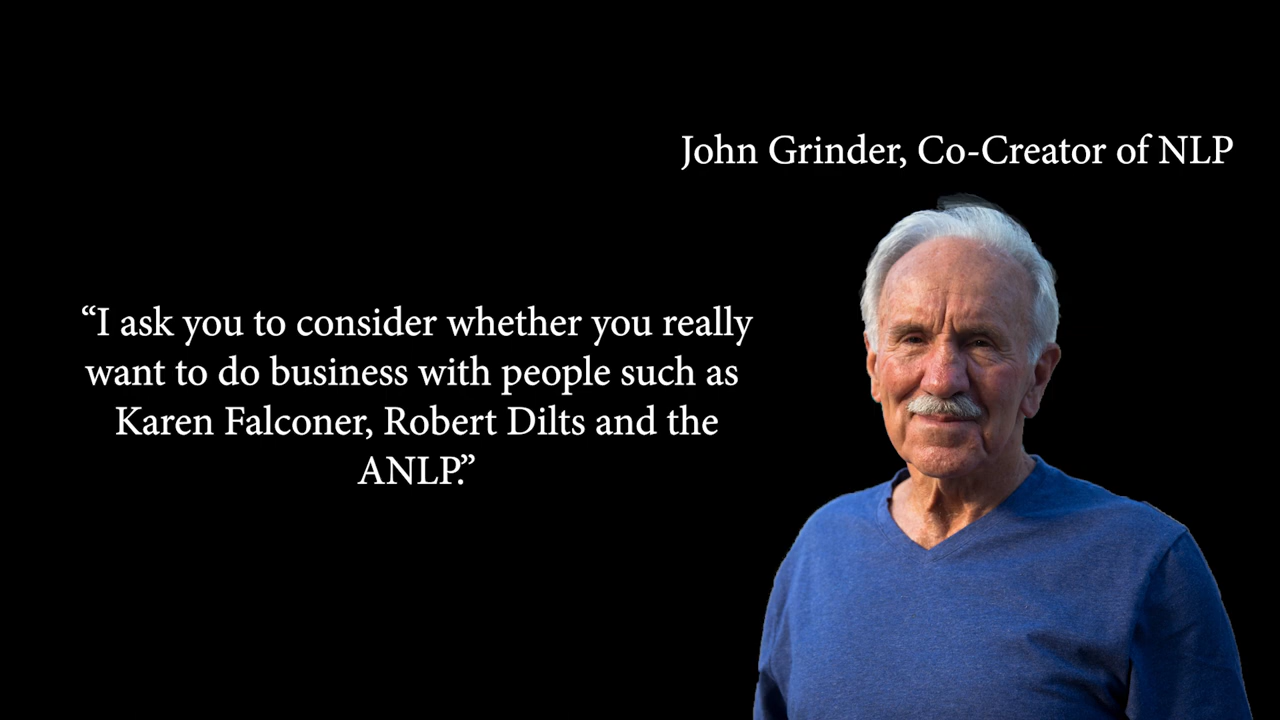 John Grinder, Co-Creator of NLP
“I ask you to consider whether you really
want to do business with people such as
Karen Falconer, Robert Dilts and the
ANLP.”